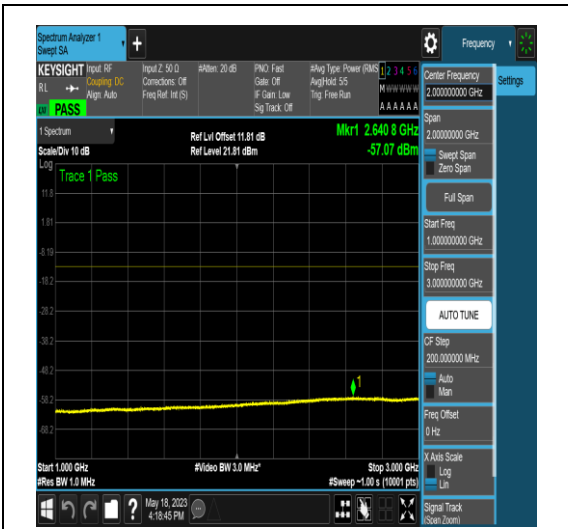 Spectrum Analyzer 1
Swept SA
+
Frequency
KEYSIGHT
Input: RF
Input Z: 50 Ω
#Atten: 20 dB
PNO: Fast
#Avg Type: Power (RMS
1 2 3 4 5 6
RL
Coupling: DC
Corrections: Off
Gate: Off
Avg|Hold: 5/5
M w w w w w
Align: Auto
Freq Ref: Int (S)
IF Gain: Low
Trig: Free Run
Sig Track: Off
A A A A A A
PASS
1 Spectrum
Ref Lvl Offset 11.81 dB
Mkr1 2.640 8 GHz
Scale/Div 10 dB
Ref Level 21.81 dBm
-57.07 dBm
Log
Trace 1 Pass
11.8
1.81
-8.19
-18.2
-28.2
-38.2
-48.2
-58.2
-68.2
1
Start 1.000 GHz
#Video BW 3.0 MHz*
Stop 3.000 GHz
#Res BW 1.0 MHz
#Sweep ~1.00 s (10001 pts)
?
May 18, 2023
4:18:45 PM
Center Frequency
2.000000000 GHz
Settings
Span
2.00000000 GHz
Swept Span
Zero Span
Full Span
Start Freq
1.000000000 GHz
Stop Freq
3.000000000 GHz
AUTO TUNE
CF Step
200.000000 MHz
Auto
Man
Freq Offset
0 Hz
X Axis Scale
Log
Lin
Signal Track
(Span Zoom)